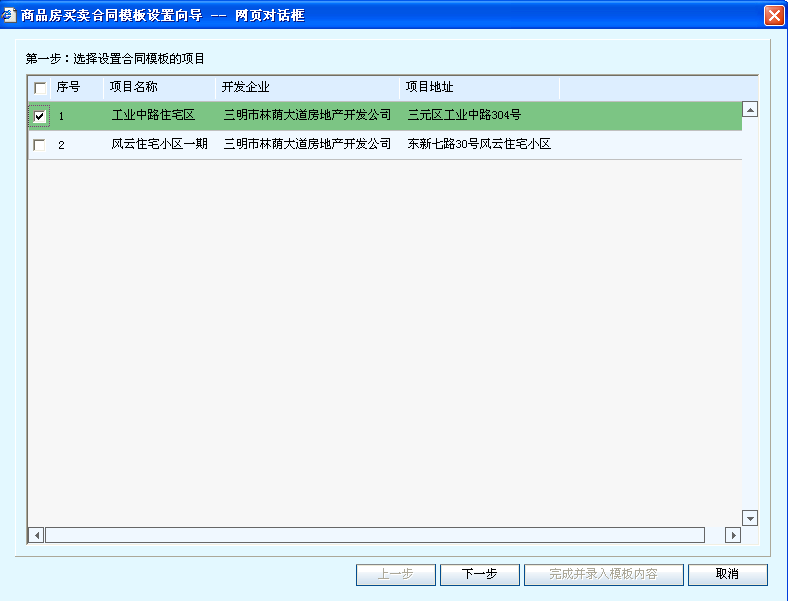 商品房买卖合同模板设置向导 -- 网页对话框
第一步：选择设置合同模板的项目
序号 项目名称 开发企业 项目地址
1 工业中路住宅区 三明市林荫大道房地产开发公司 三元区工业中路304号
2 风云住宅小区一期 三明市林荫大道房地产开发公司 东新七路30号风云住宅小区
上一步 下一步 完成并录入模板内容 取消